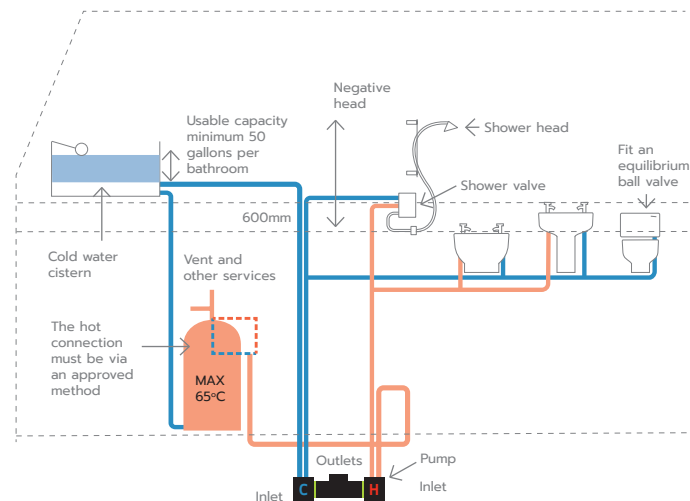 Negative
head
Usable capacity
minimum 50
gallons per
bathroom
Shower head
Fit an
equilibrium
ball valve
Shower valve
600mm
Cold water
cistern
Vent and
other services
The hot
connection
must be via
an approved
method
MAX
65ºC
Outlets
Pump
Inlet
C
H
Inlet